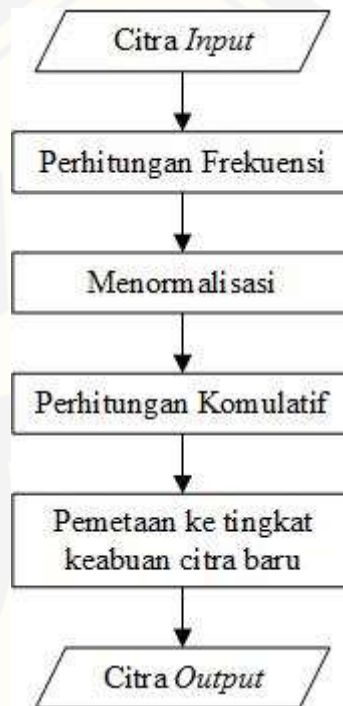 Citra Input
Perhitungan Frekuensi
Menormalisasi
Perhitungan Komulatif
Pemetaan ke tingkat
keabuan citra baru
Citra Output